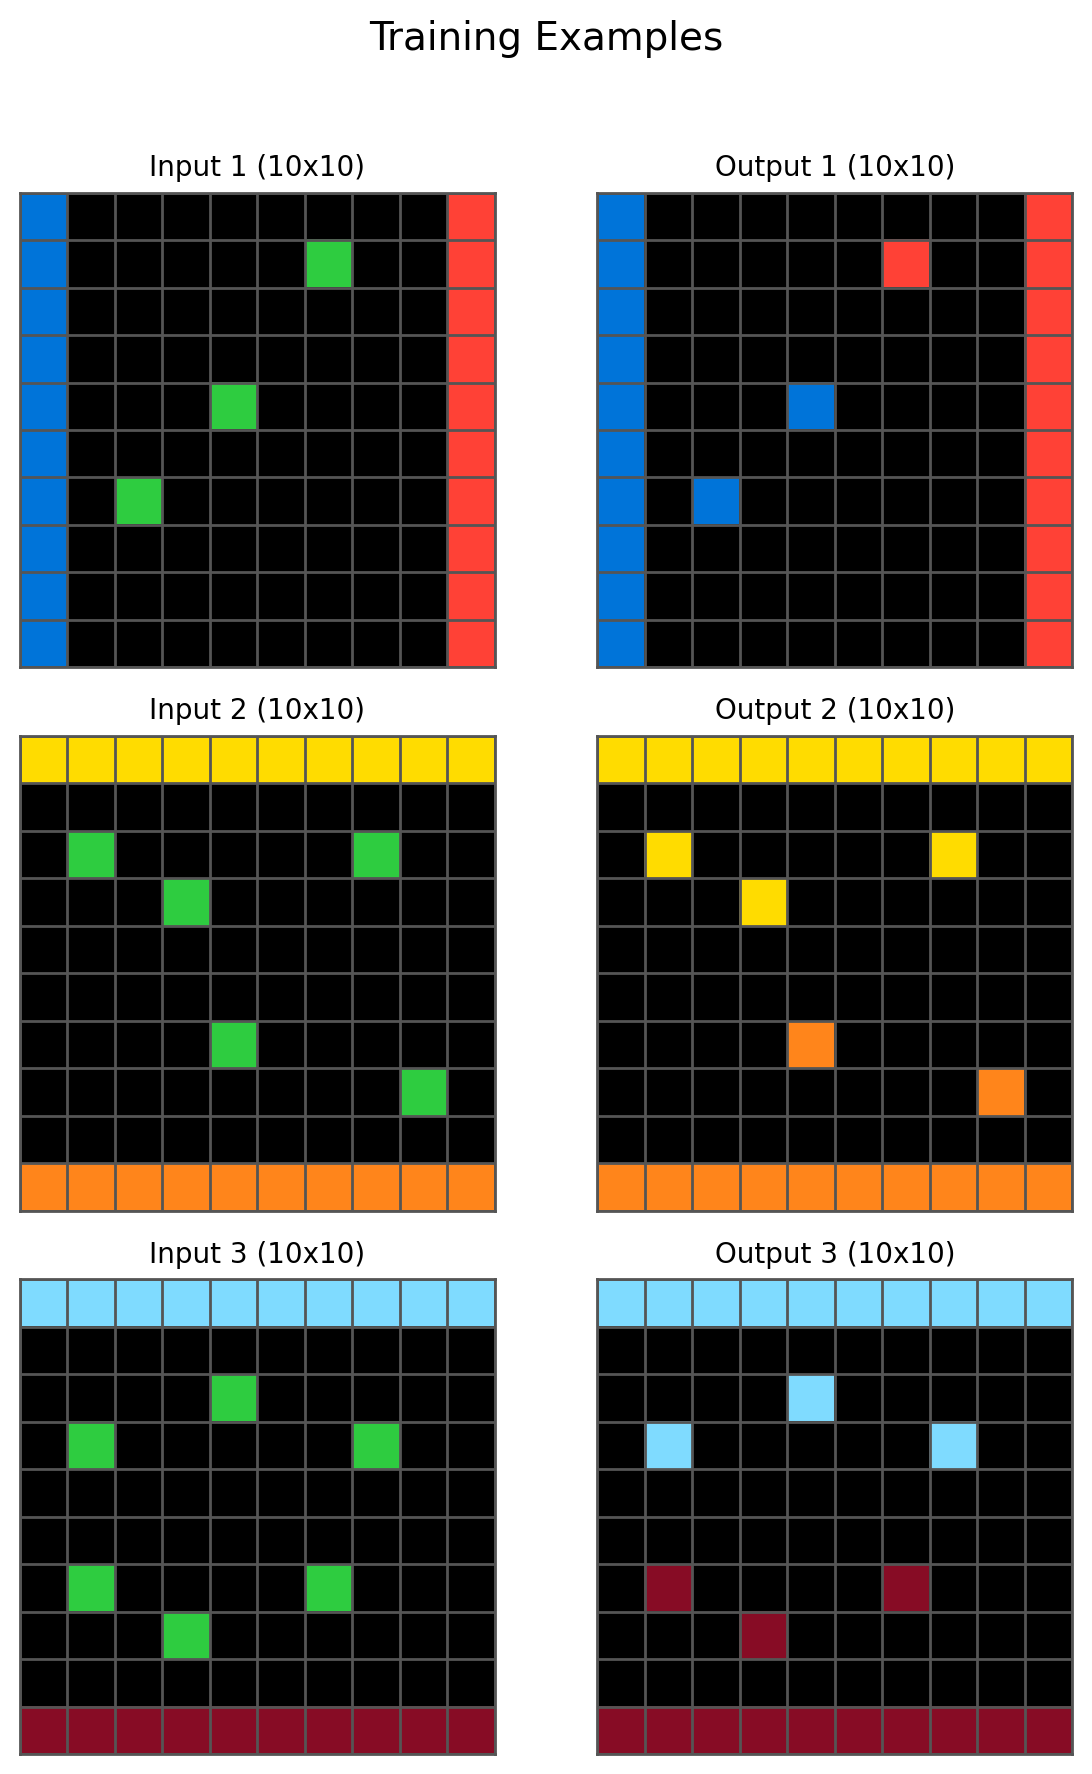 Training Examples
Input 1 (10x10)
Output 1 (10x10)
Input 2 (10x10)
Output 2 (10x10)
Input 3 (10x10)
Output 3 (10x10)